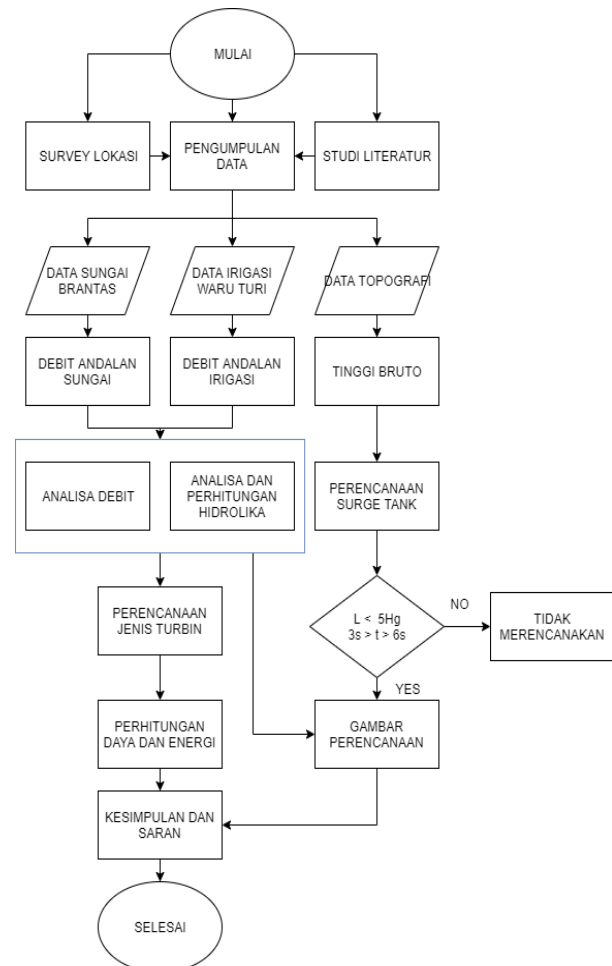 MULAI
SURVEY LOKASI
PENGUMPULAN
DATA
STUDI LITERATUR
DATA SUNGAI
BRANTAS
DATA IRIGASI
WARU TURI
DATA TOPOGRAFI
DEBIT ANDALAN
SUNGAI
DEBIT ANDALAN
IRIGASI
TINGGI BRUTO
ANALISA DEBIT
ANALISA DAN
PERHITUNGAN
HIDROLIKA
PERENCANAAN
SURGE TANK
PERENCANAAN
JENIS TURBIN
L < 5Hg
3s > t > 6s
NO
TIDAK
MERENCANAKAN
YES
PERHITUNGAN
DAYA DAN ENERGI
GAMBAR
PERENCANAAN
KESIMPULAN DAN
SARAN
SELESAI